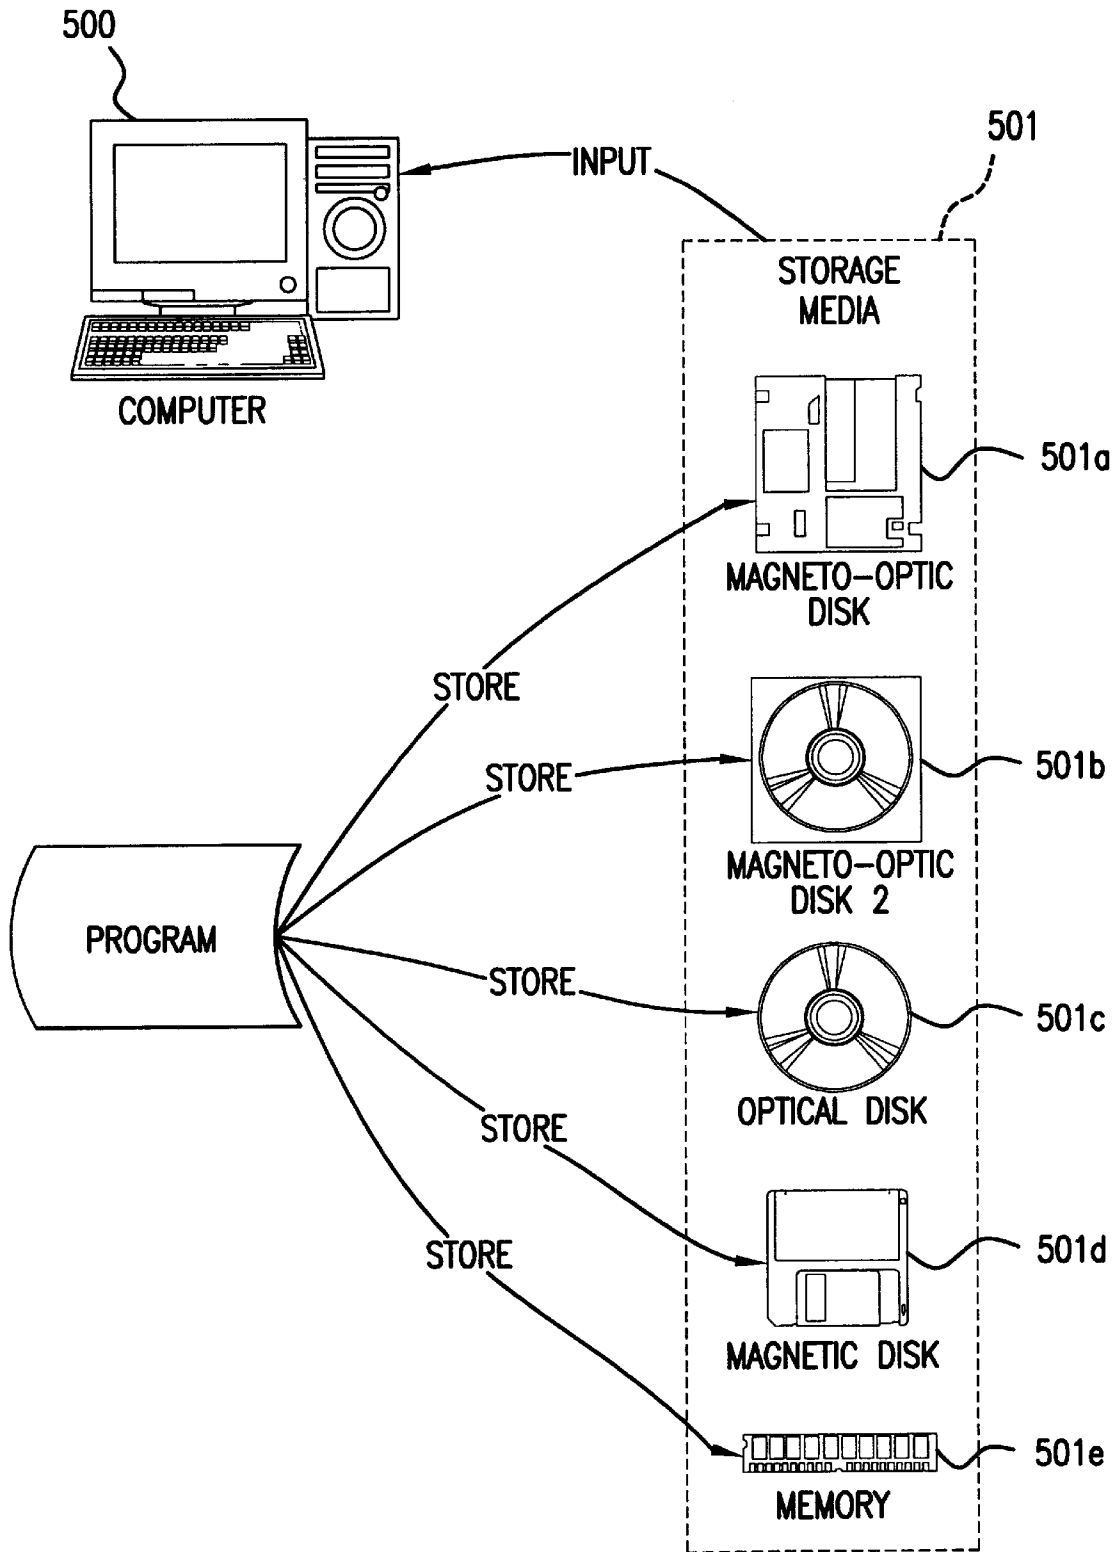 500
501
INPUT
STORAGE
MEDIA
COMPUTER
501a
MAGNETO-OPTIC
DISK
STORE
STORE
501b
MAGNETO-OPTIC
DISK 2
PROGRAM
STORE
501c
OPTICAL DISK
STORE
501d
STORE
MAGNETIC DISK
501e
MEMORY